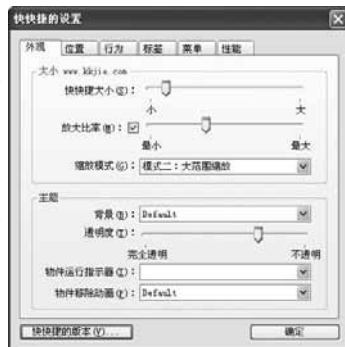 快快捷的设置
外观 位置 行为 标签 菜单 性能
大小 www.kkjie.com
快快捷大小(S):
小 大
放大比率(M):
最小 最大
缩放模式(G): 模式二:大范围缩放
主题
背景(B): Default
透明度(T):
完全透明 不透明
物件运行指示器(I):
物件移除动画(P): Default
快快捷的版本(V)... 确定